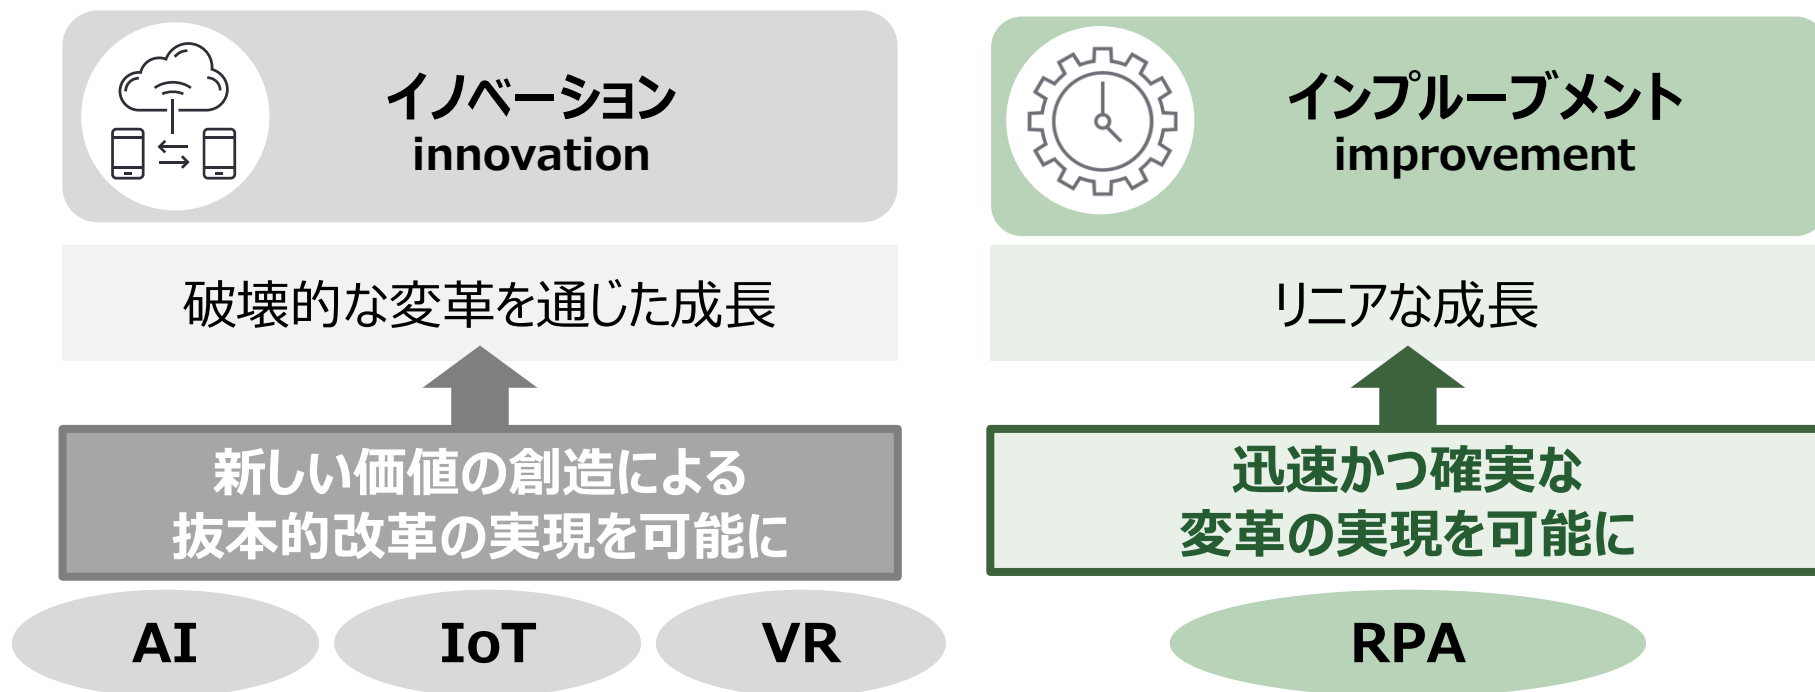 イノベーション
innovation
破壊的な変革を通じた成長
新しい価値の創造による
抜本的改革の実現を可能に
AI
IoT
VR
インプルーブメント
improvement
リニアな成長
迅速かつ確実な
変革の実現を可能に
RPA